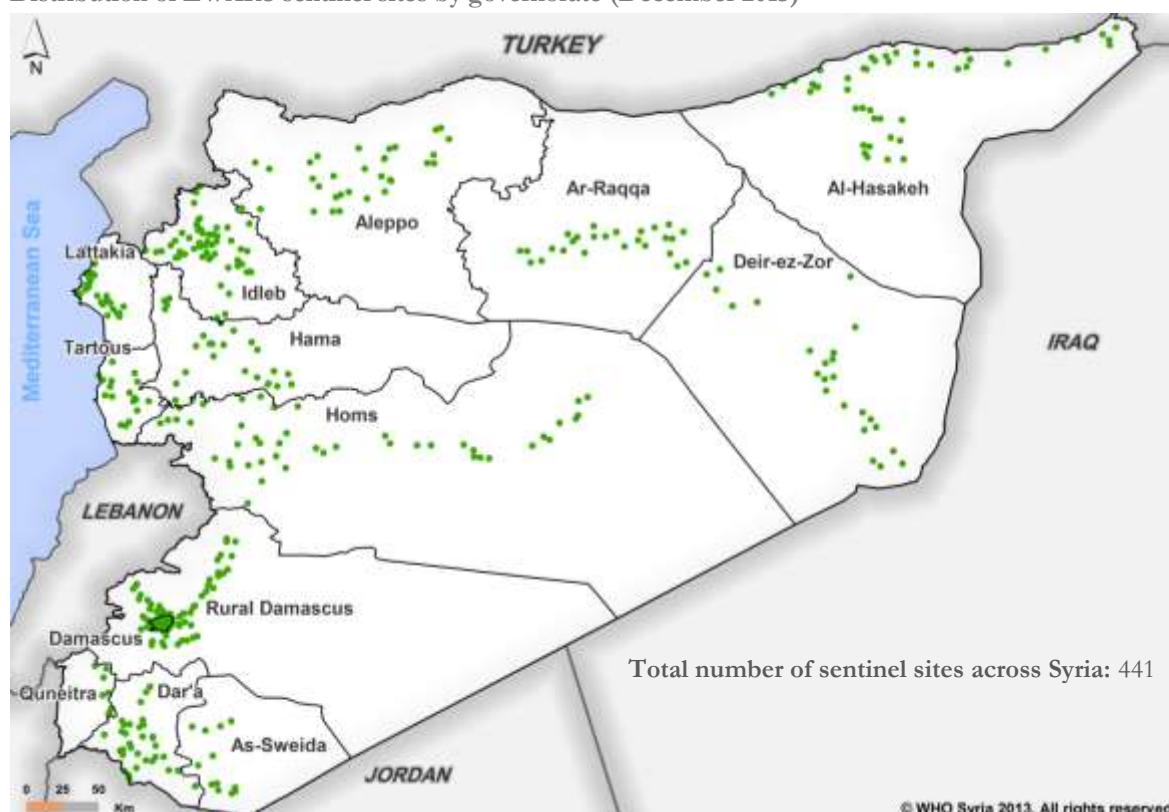 N
TURKEY
Ar-Raqqa
Al-Hasakeh
Aleppo
Mediterranean Sea
Lattakia
Deir-ez-Zor
Idleb
Hama
Tartous
IRAQ
Homs
LEBANON
Rural Damascus
Damascus
Total number of sentinel sites across Syria: 441
Quneitra
Dar'a
As-Sweida
JORDAN
0 25 50
Km
© WHO Syria 2013. All rights reserved